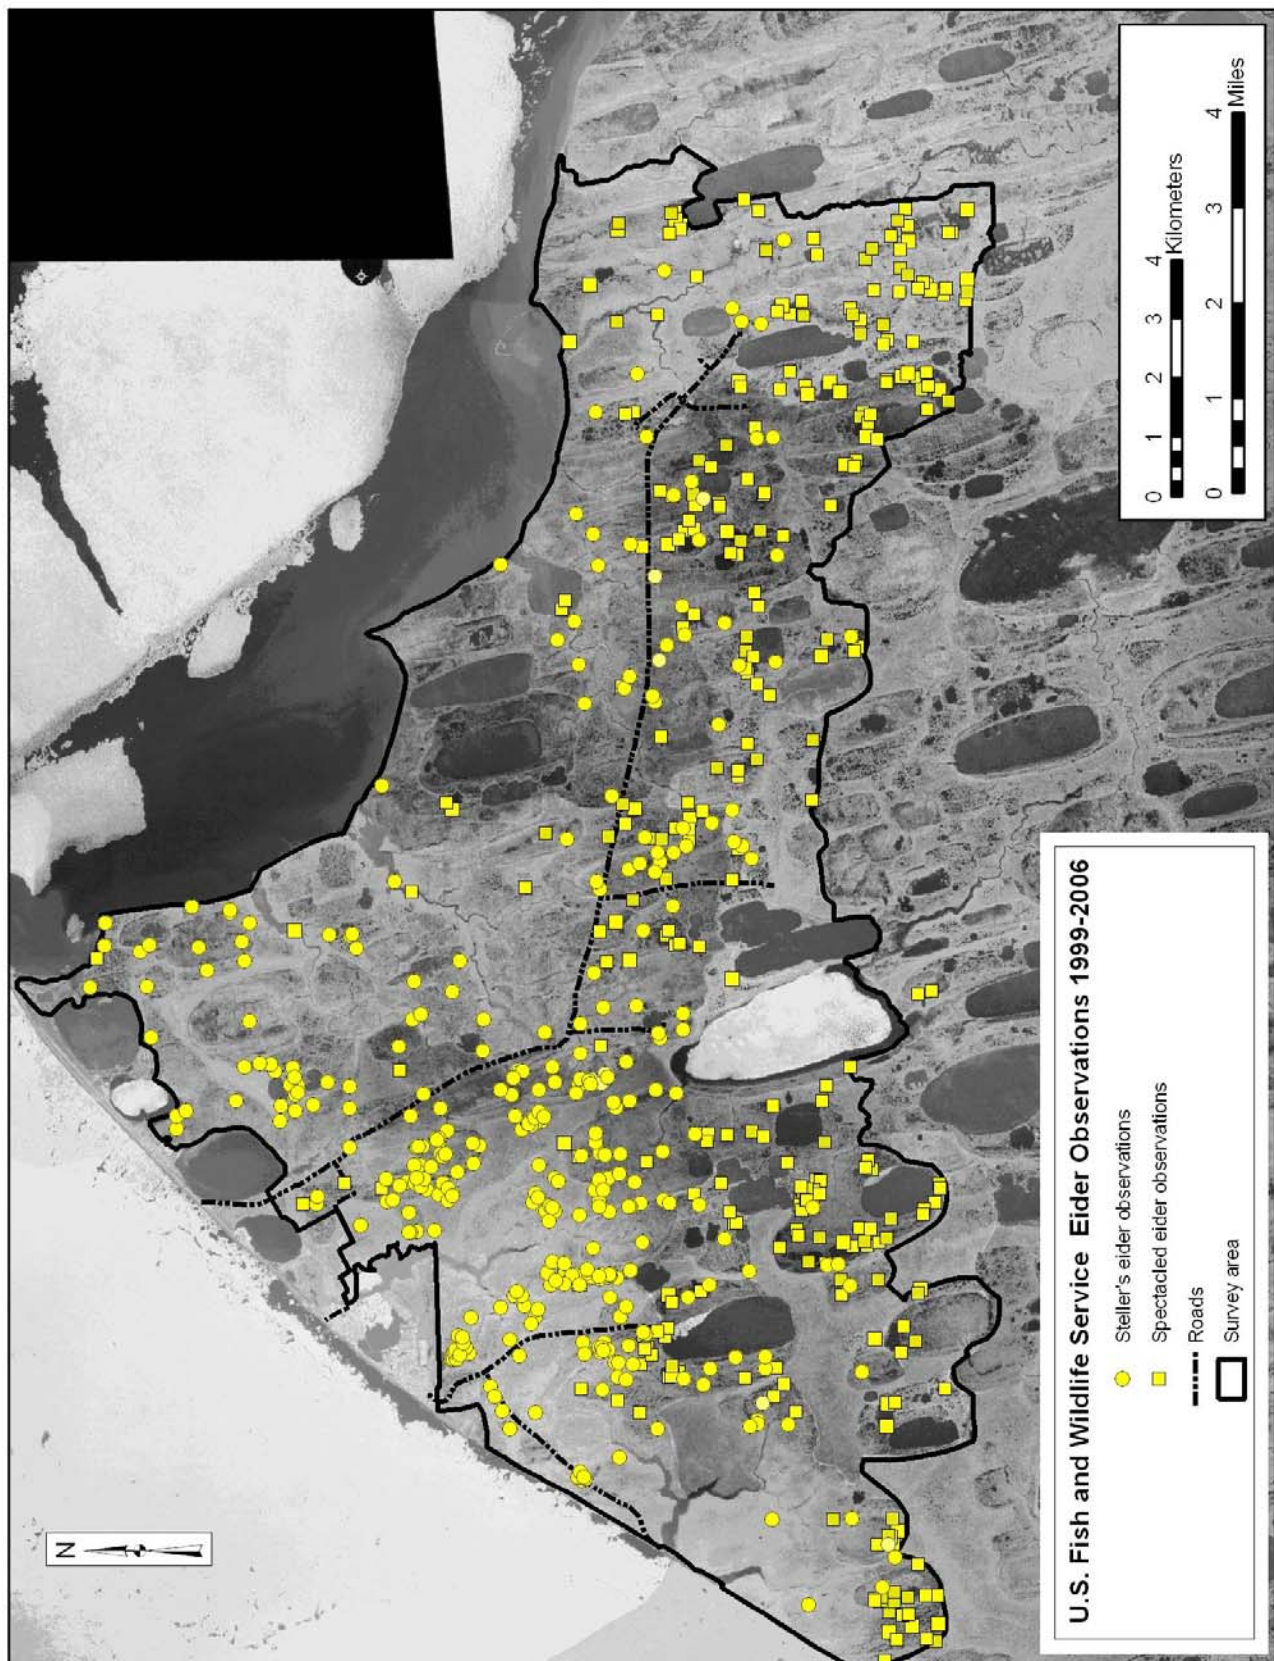 N
U.S. Fish and Wildlife Service Eider Observations 1999-2006
Steller's eider observations
Spectacled eider observations
Roads
Survey area
0 1 2 3 4
Kilometers
0 1 2 3 4
Miles